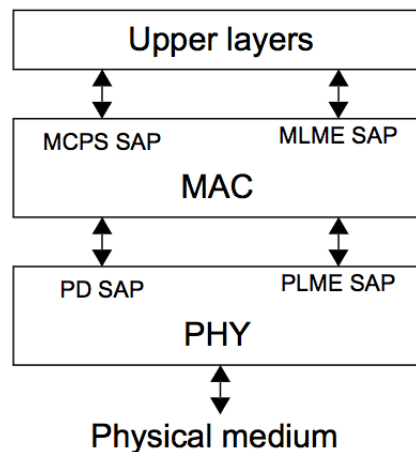 Upper layers
MCPS SAP
MLME SAP
MAC
PD SAP
PLME SAP
PHY
Physical medium